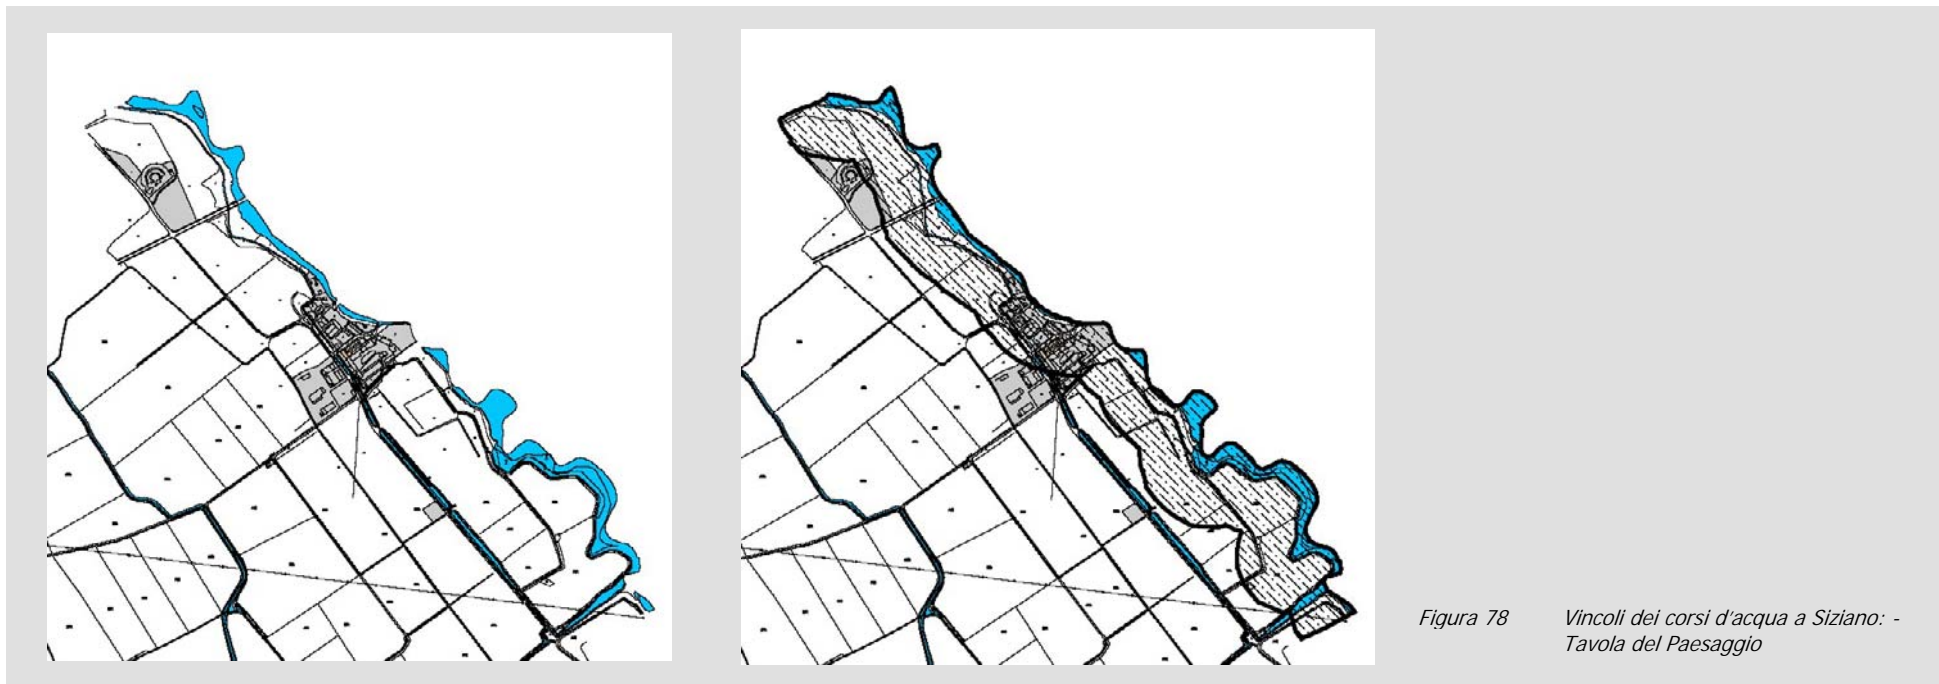 Figura 78 Vincoli dei corsi d'acqua a Siziano: -
Tavola del Paesaggio